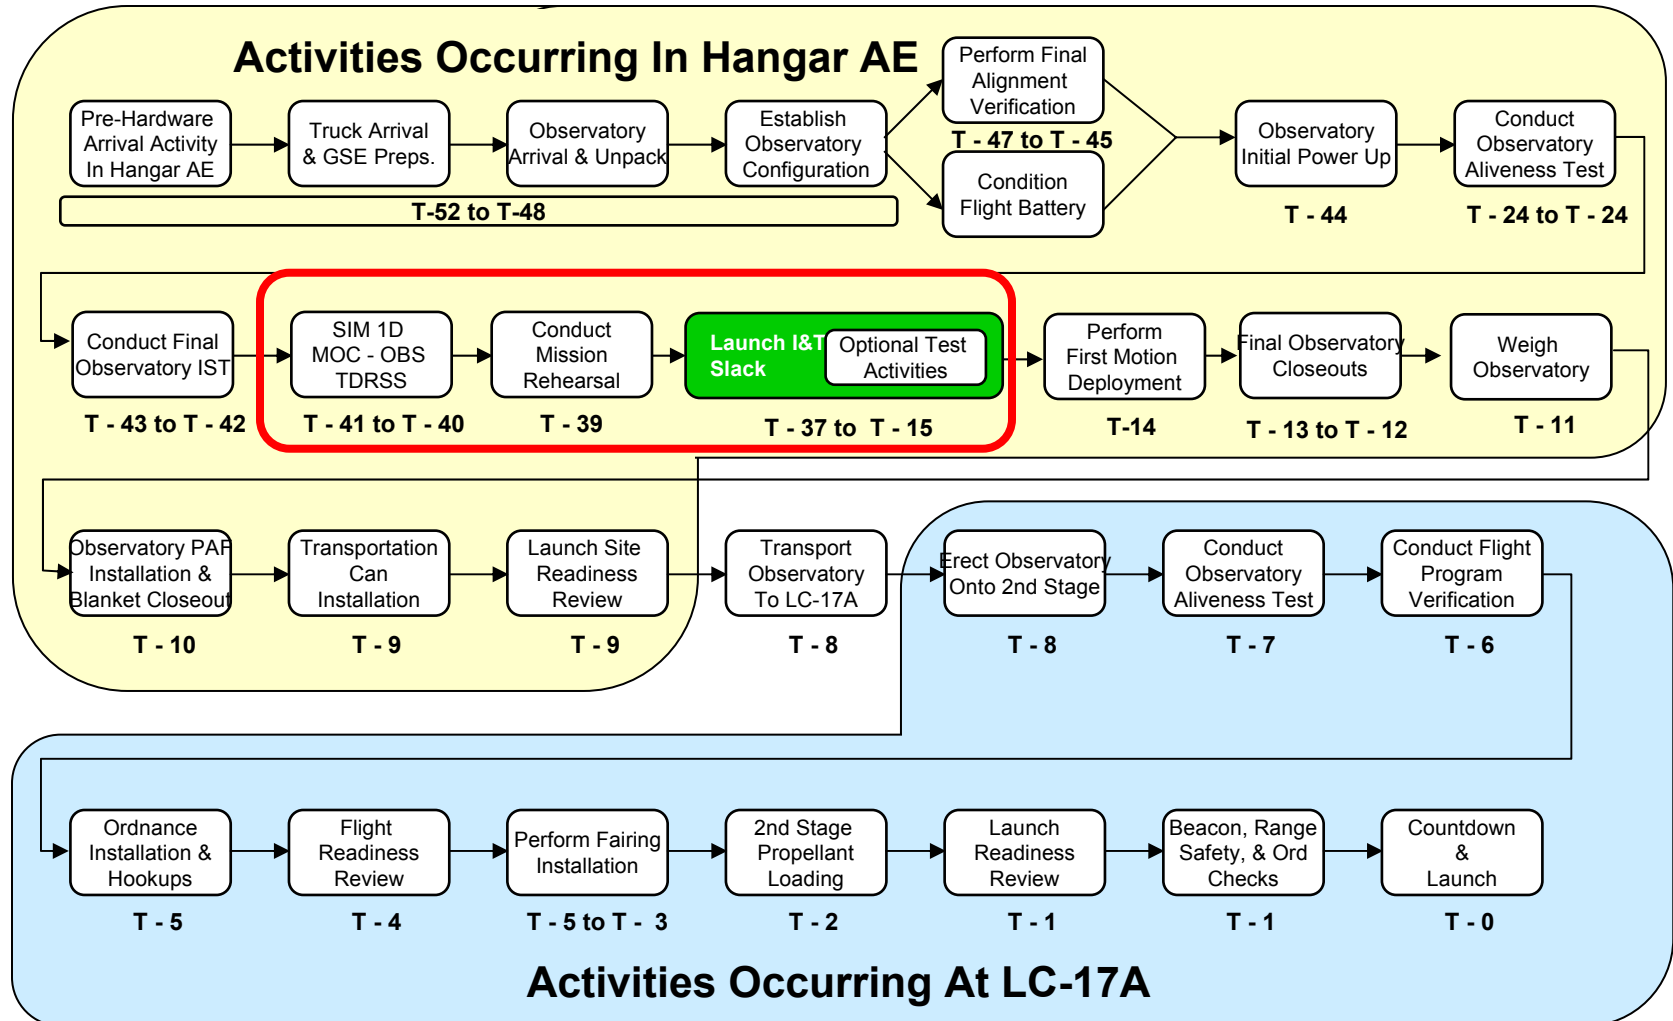 Activities Occurring In Hangar AE
Pre-Hardware
Arrival Activity
In Hangar AE
Truck Arrival
& GSE Preps.
Observatory
Arrival & Unpack
Establish
Observatory
Configuration
T-52 to T-48
Perform Final
Alignment
Verification
T - 47 to T - 45
Condition
Flight Battery
Observatory
Initial Power Up
T - 44
Conduct
Observatory
Aliveness Test
T - 24 to T - 24
Conduct Final
Observatory IST
T - 43 to T - 42
SIM 1D
MOC - OBS
TDRSS
T - 41 to T - 40
Conduct
Mission
Rehearsal
T - 39
Launch I&T
Slack
Optional Test
Activities
T - 37 to T - 15
Perform
First Motion
Deployment
T-14
Final Observatory
Closeouts
T - 13 to T - 12
Weigh
Observatory
T - 11
Observatory PAF
Installation &
Blanket Closeout
T - 10
Transportation
Can
Installation
T - 9
Launch Site
Readiness
Review
T - 9
Transport
Observatory
To LC-17A
T - 8
Erect Observatory
Onto 2nd Stage
T - 8
Conduct
Observatory
Aliveness Test
T - 7
Conduct Flight
Program
Verification
T - 6
Ordnance
Installation &
Hookups
T - 5
Flight
Readiness
Review
T - 4
Perform Fairing
Installation
T - 5 to T - 3
2nd Stage
Propellant
Loading
T - 2
Launch
Readiness
Review
T - 1
Beacon, Range
Safety, & Ord
Checks
T - 1
Countdown
&
Launch
T - 0
Activities Occurring At LC-17A